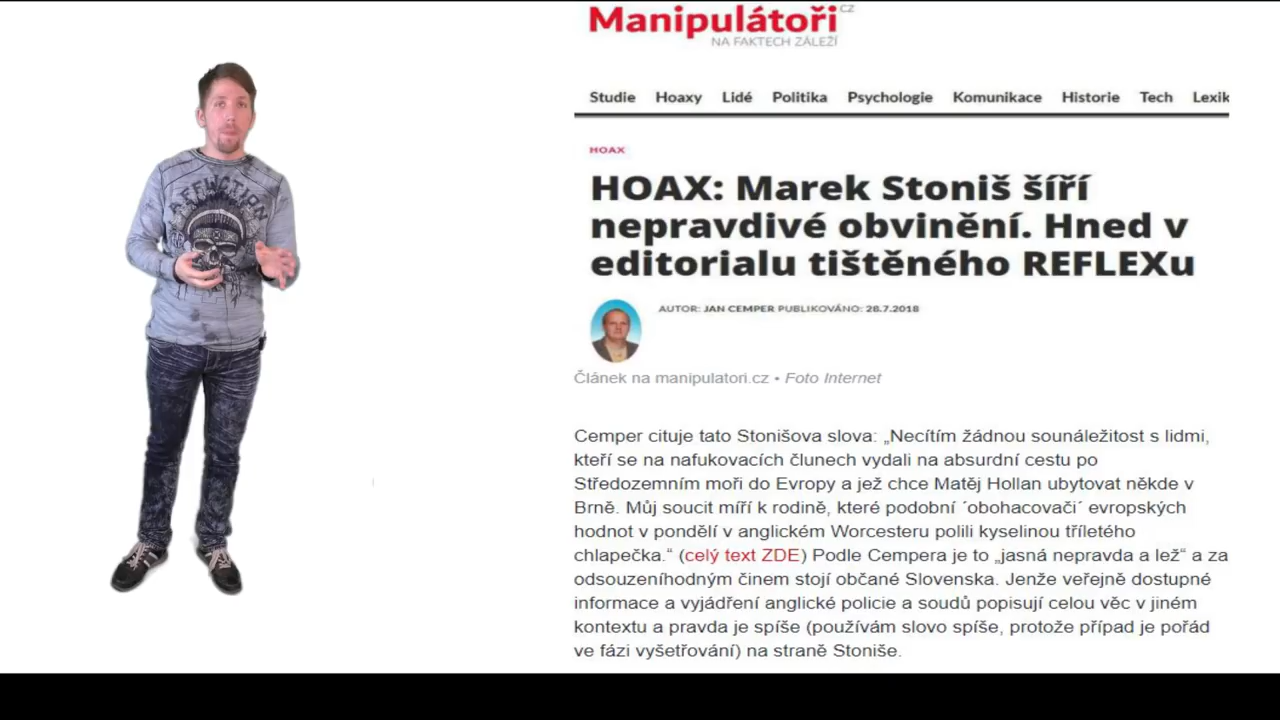 Manipulátoři CZ
NA FAKTECH ZÁLEŽÍ
Studie Hoaxy Lidé Politika Psychologie Komunikace Historie Tech Lexik
HOAX
HOAX: Marek Stoniš šíří
nepravdivé obvinění. Hned v
editorialu tištěného REFLEXu
AUTOR: JAN CEMPER PUBLIKOVÁNO: 28.7.2018
Článek na manipulatori.cz • Foto Internet
Cemper cituje tato Stonišova slova: „Necítím žádnou sounáležitost s lidmi,
kteří se na nafukovacích člunech vydali na absurdní cestu po
Středozemním moři do Evropy a jež chce Matěj Hollan ubytovat někde v
Brně. Můj soucit míří k rodině, které podobní ´obohacovači´ evropských
hodnot v pondělí v anglickém Worcesteru polili kyselinou tříletého
chlapečka.“ (celý text ZDE) Podle Cempera je to „jasná nepravda a lež“ a za
odsouzeníhodným činem stojí občané Slovenska. Jenže veřejně dostupné
informace a vyjádření anglické policie a soudů popisují celou věc v jiném
kontextu a pravda je spíše (používám slovo spíše, protože případ je pořád
ve fázi vyšetřování) na straně Stoniše.
AFFLICTION